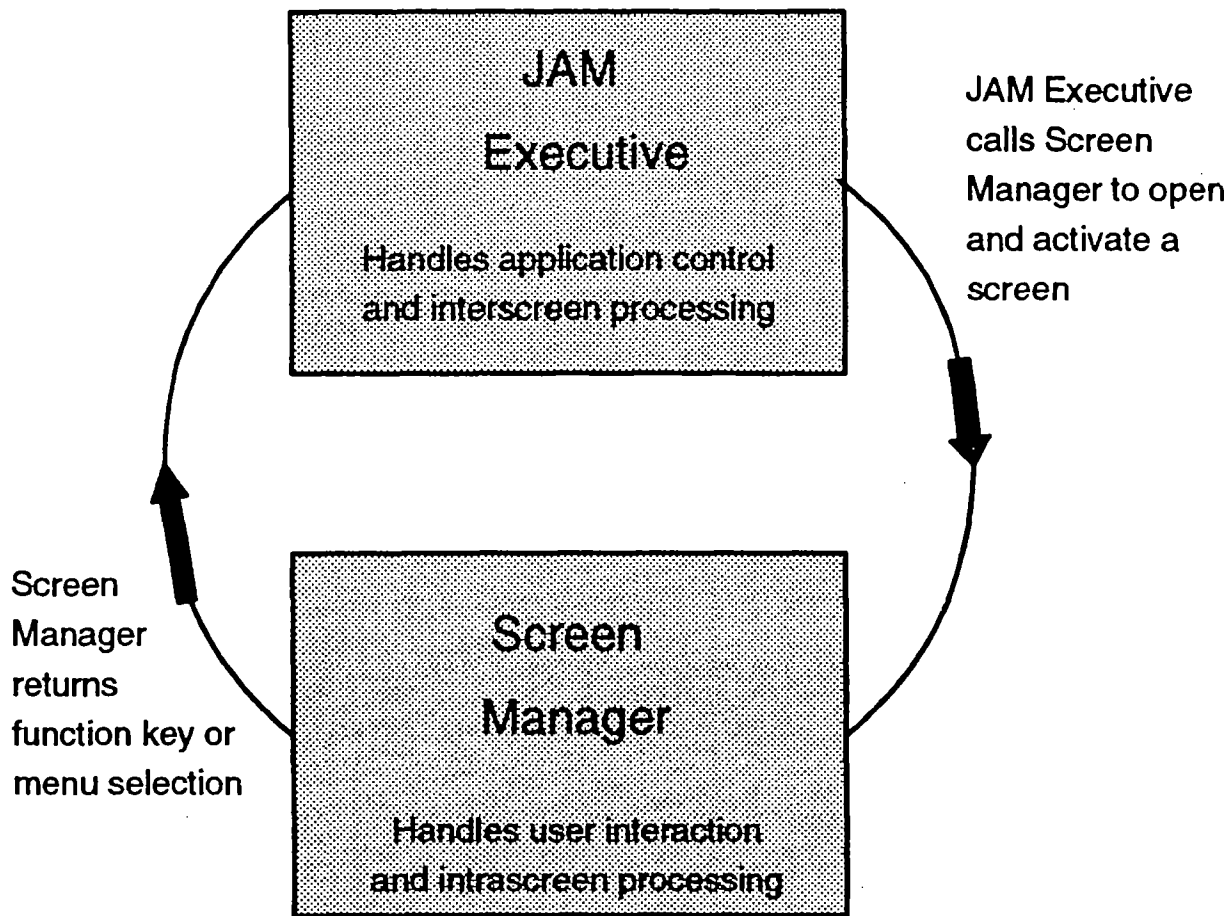 JAM
Executive
Handles application control
and interscreen processing
JAM Executive
calls Screen
Manager to open
and activate a
screen
Screen
Manager
returns
function key or
menu selection
Screen
Manager
Handles user interaction
and intrascreen processing